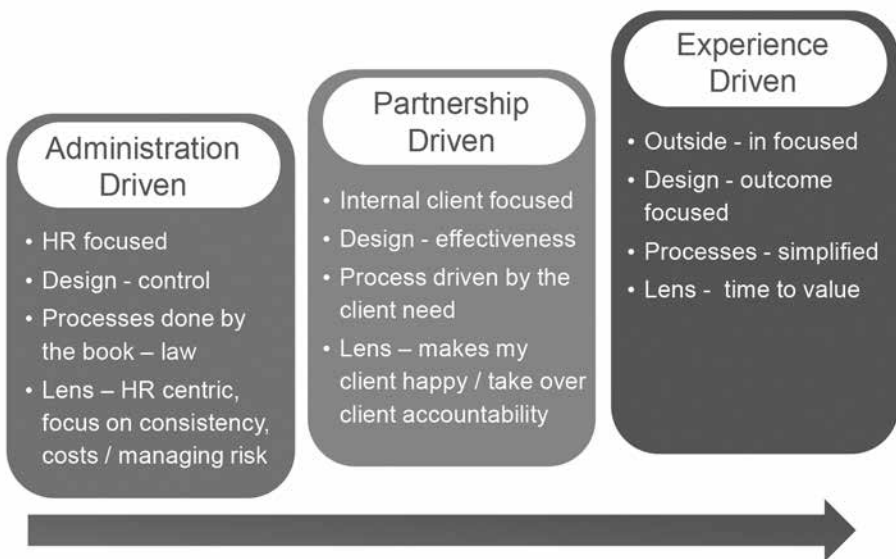 Administration
Driven
• HR focused
• Design - control
• Processes done by
the book – law
• Lens – HR centric,
focus on consistency,
costs / managing risk
Partnership
Driven
• Internal client focused
• Design - effectiveness
• Process driven by the
client need
• Lens – makes my
client happy / take over
client accountability
Experience
Driven
• Outside - in focused
• Design - outcome
focused
• Processes - simplified
• Lens - time to value